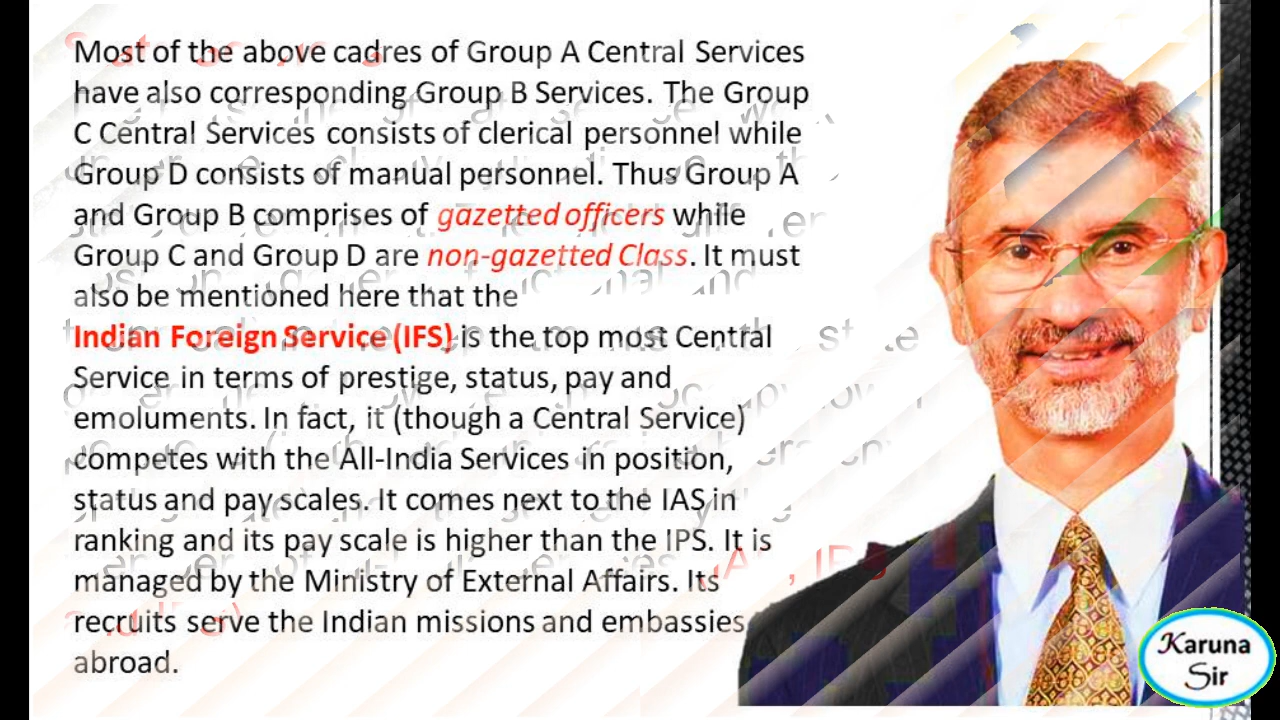 Most of the above cadres of Group A Central Services
have also corresponding Group B Services. The Group
C Central Services consists of clerical personnel while
Group D consists of manual personnel. Thus Group A
and Group B comprises of gazetted officers while
Group C and Group D are non-gazetted Class. It must
also be mentioned here that the
Indian Foreign Service (IFS) is the top most Central
Service in terms of prestige, status, pay and
emoluments. In fact, it (though a Central Service)
competes with the All-India Services in position,
status and pay scales. It comes next to the IAS in
ranking and its pay scale is higher than the IPS. It is
managed by the Ministry of External Affairs. Its
recruits serve the Indian missions and embassies
abroad.
Karuna
Sir